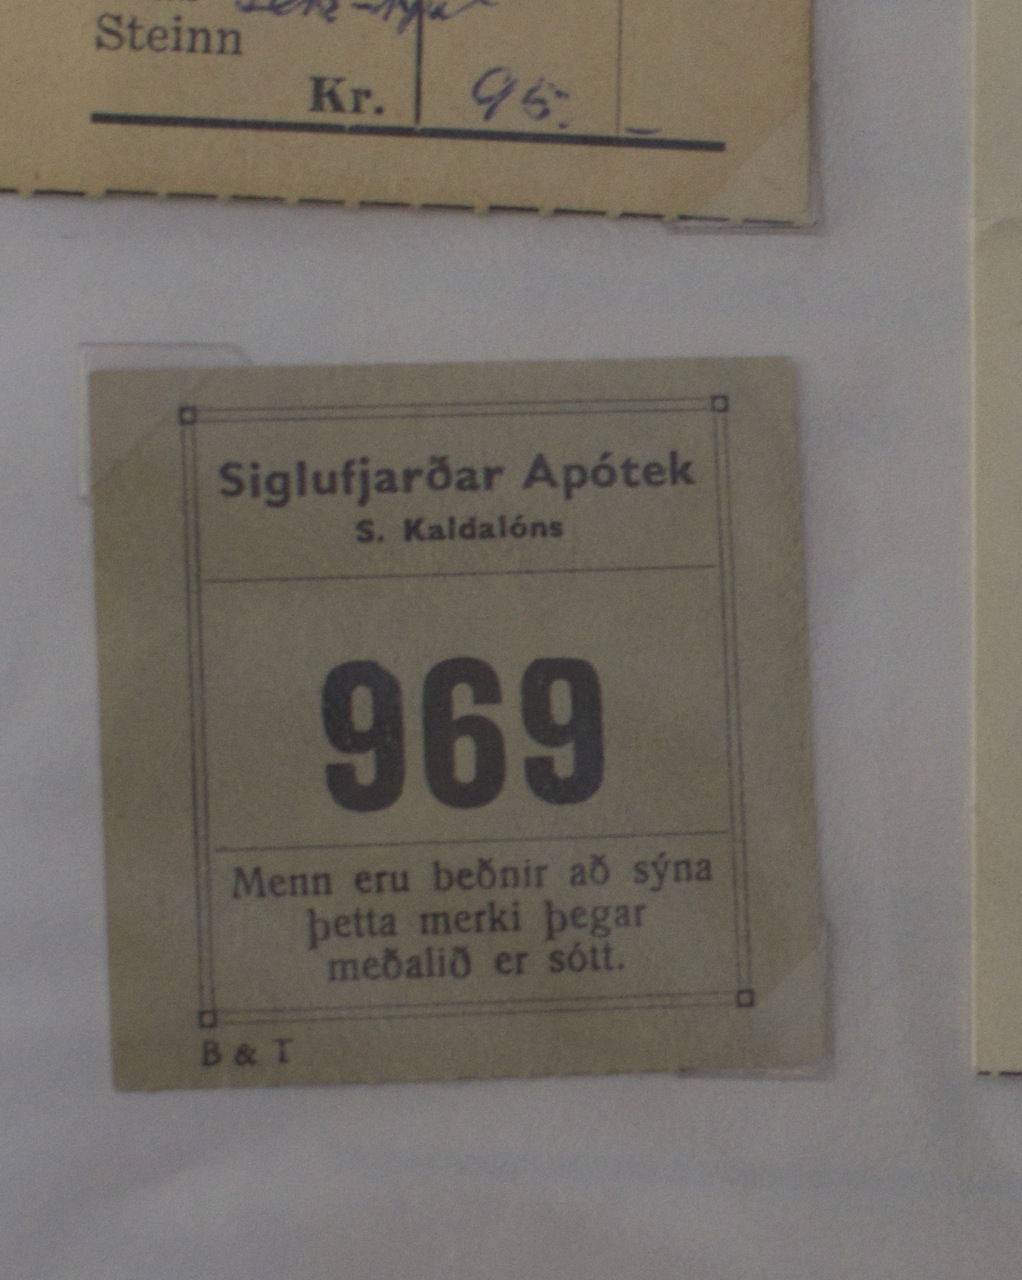 Steinn
Kr. 95.
Siglufjarðar Apótek
S. Kaldalóns
969
Menn eru beðnir að sýna
þetta merki þegar
meðalið er sótt.
B & T